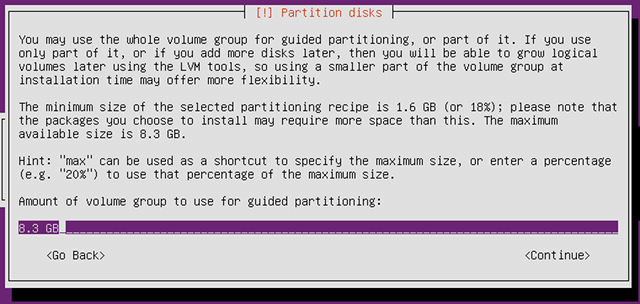 [!] Partition disks
You may use the whole volume group for guided partitioning, or part of it. If you use
only part of it, or if you add more disks later, then you will be able to grow logical
volumes later using the LVM tools, so using a smaller part of the volume group at
installation time may offer more flexibility.
The minimum size of the selected partitioning recipe is 1.6 GB (or 18%); please note that
the packages you choose to install may require more space than this. The maximum
available size is 8.3 GB.
Hint: "max" can be used as a shortcut to specify the maximum size, or enter a percentage
(e.g. "20%") to use that percentage of the maximum size.
Amount of volume group to use for guided partitioning:
8.3 GB
<Go Back> <Continue>